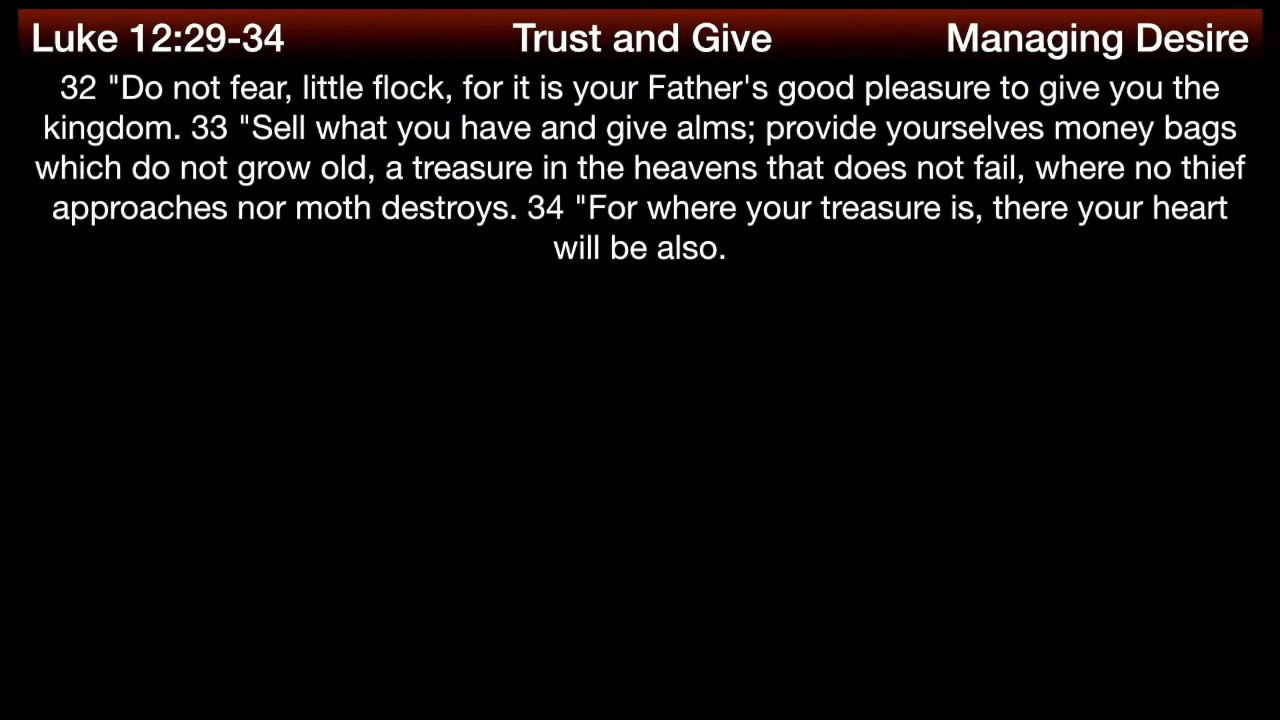 Luke 12:29-34 Trust and Give Managing Desire
32 "Do not fear, little flock, for it is your Father's good pleasure to give you the
kingdom. 33 "Sell what you have and give alms; provide yourselves money bags
which do not grow old, a treasure in the heavens that does not fail, where no thief
approaches nor moth destroys. 34 "For where your treasure is, there your heart
will be also.